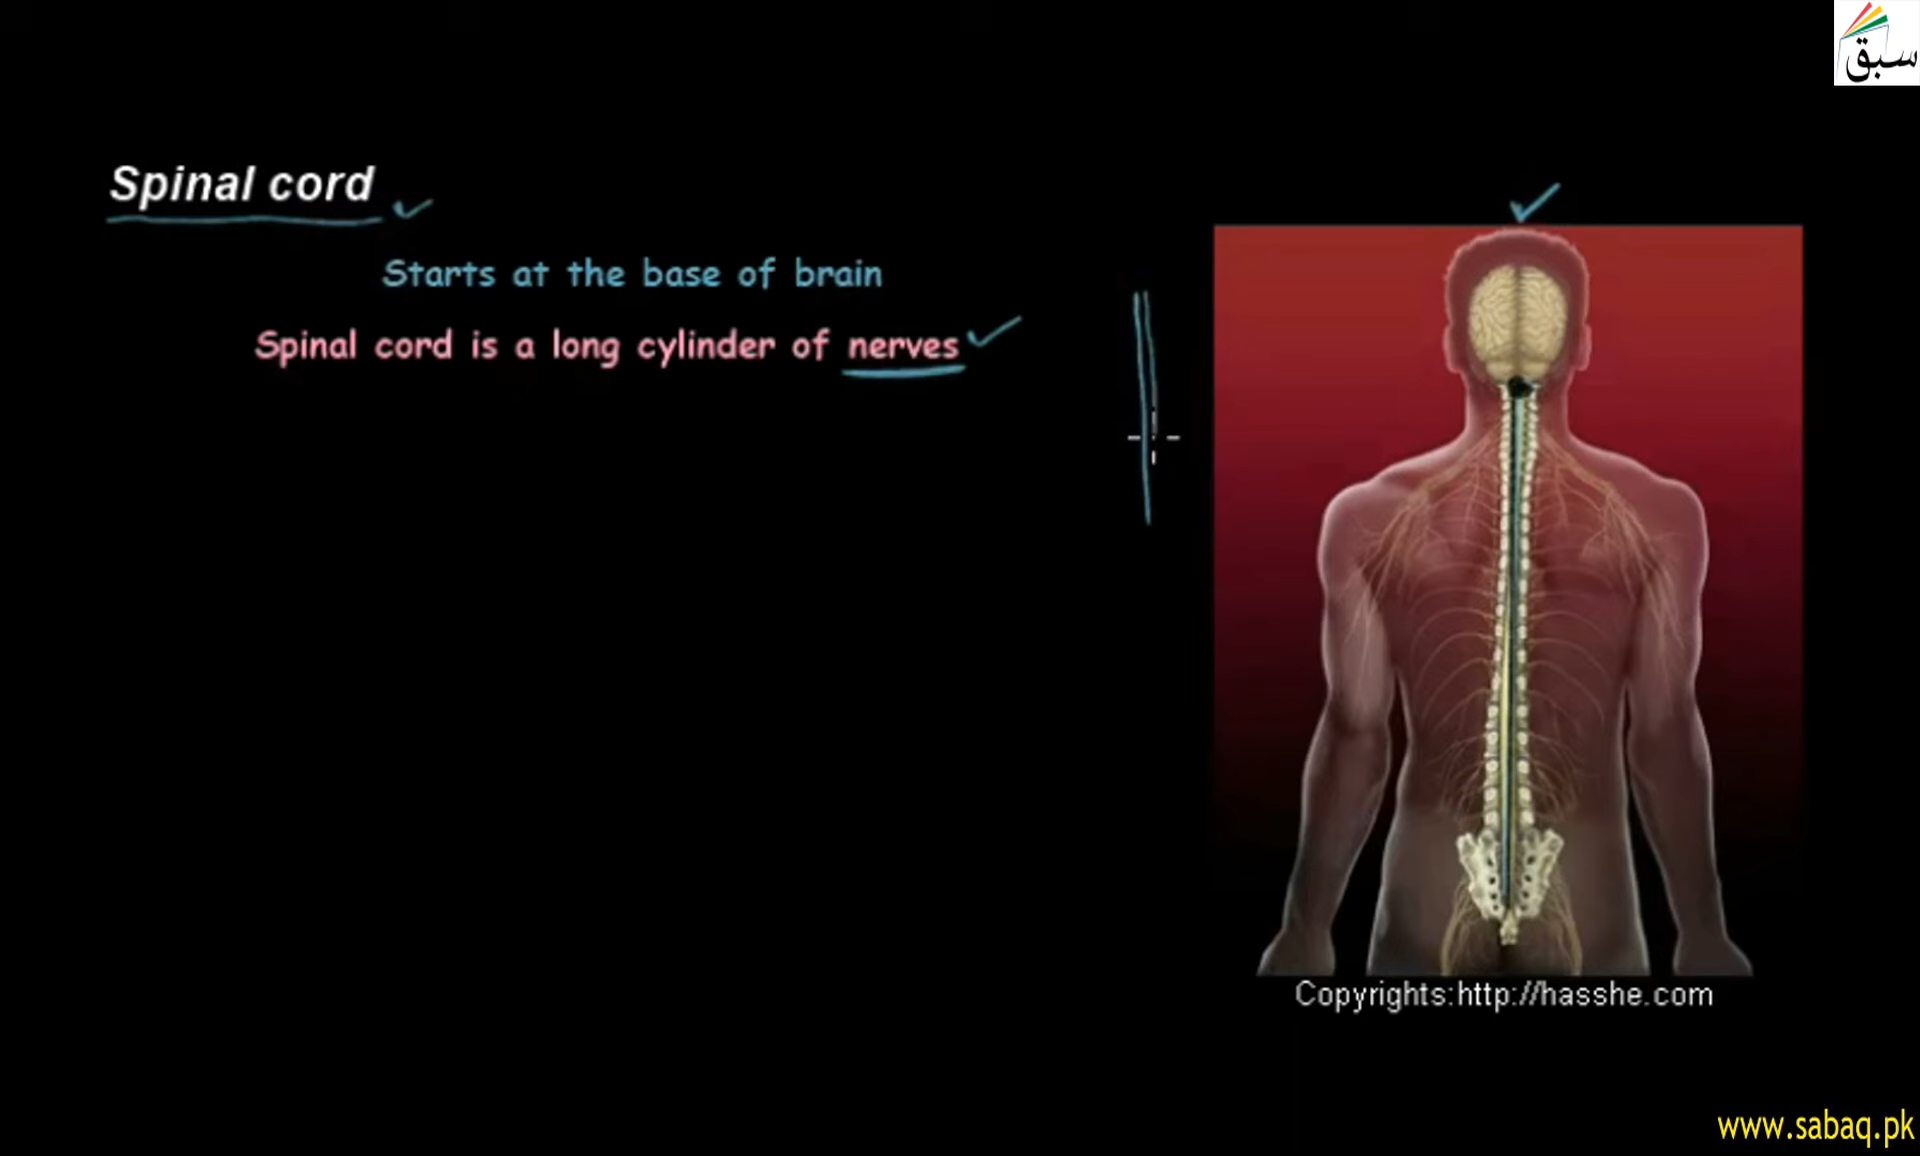 سبق
Spinal cord
Starts at the base of brain
Spinal cord is a long cylinder of nerves
Copyrights:http://hasshe.com
www.sabaq.pk